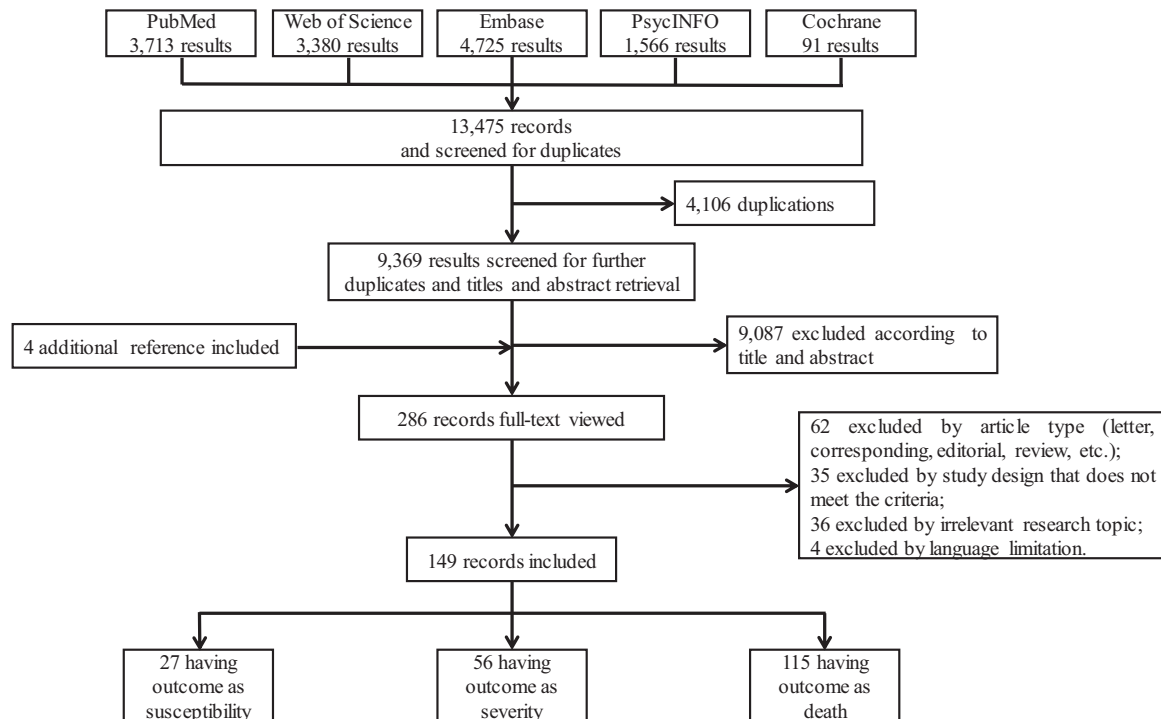 PubMed
3,713 results
Web of Science
3,380 results
Embase
4,725 results
PsycINFO
1,566 results
Cochrane
91 results
13,475 records
and screened for duplicates
4,106 duplications
9,369 results screened for further
duplicates and titles and abstract retrieval
4 additional reference included
9,087 excluded according to
title and abstract
286 records full-text viewed
62 excluded by article type (letter,
corresponding, editorial, review, etc.);
35 excluded by study design that does not
meet the criteria;
36 excluded by irrelevant research topic;
4 excluded by language limitation.
149 records included
27 having
outcome as
susceptibility
56 having
outcome as
severity
115 having
outcome as
death